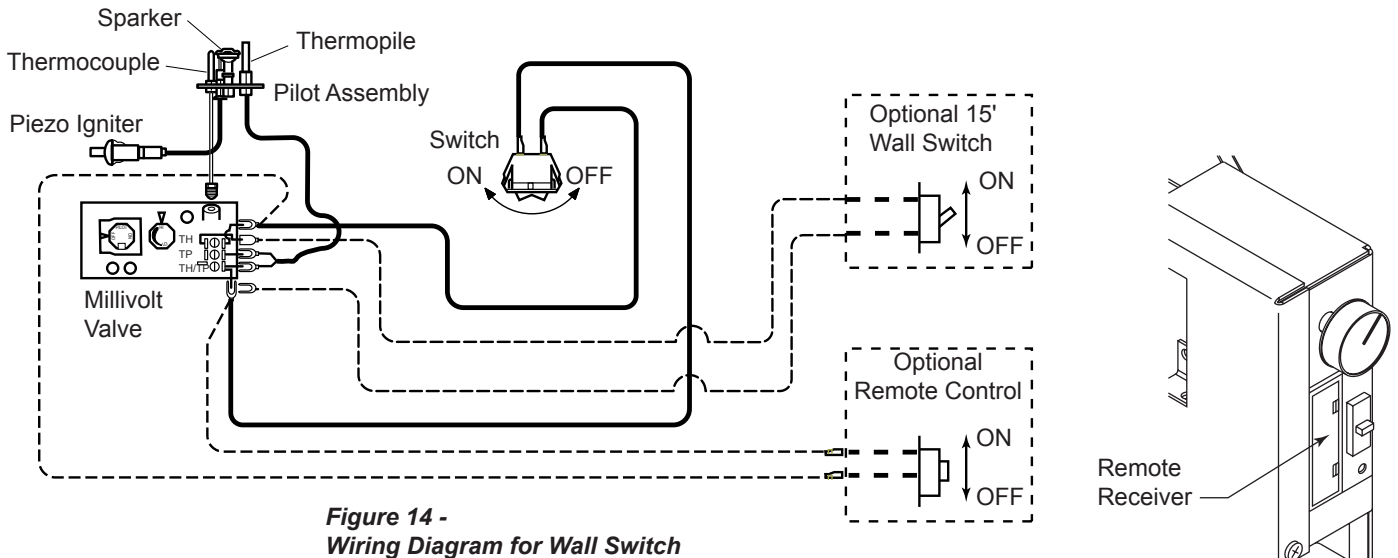 Sparker
Thermopile
Thermocouple
Pilot Assembly
Piezo Igniter
Switch
ON
OFF
Optional 15'
Wall Switch
ON
OFF
TH
TP
TH/TP
Millivolt
Valve
Optional
Remote Control
ON
OFF
Remote
Receiver
Figure 14 -
Wiring Diagram for Wall Switch